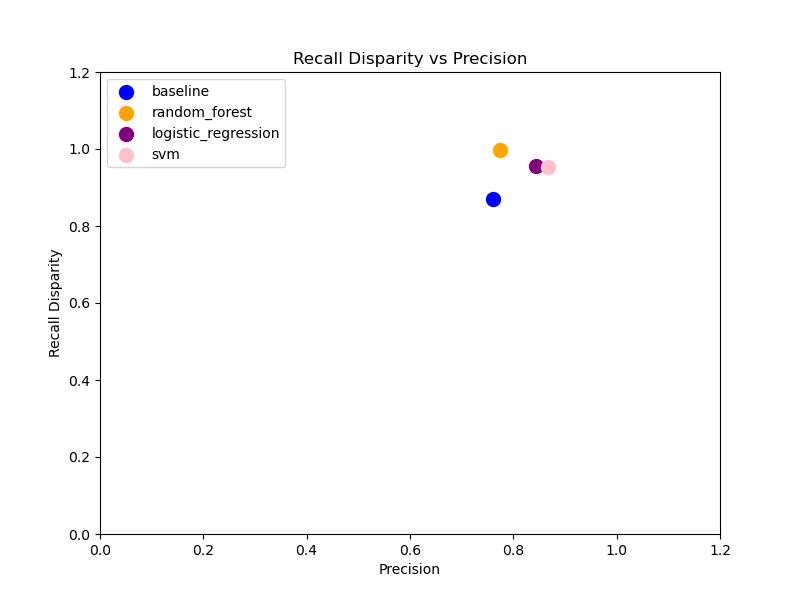 Recall Disparity vs Precision
1.2
1.0
0.8
0.6
0.4
0.2
0.0
Recall Disparity
baseline
random_forest
logistic_regression
svm
0.0 0.2 0.4 0.6 0.8 1.0 1.2
Precision